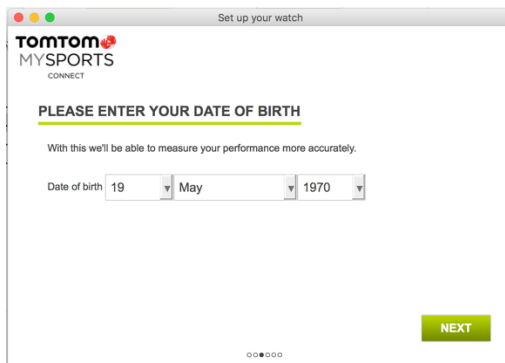 Set up your watch
TOMTOM
MYSPORTS
CONNECT
PLEASE ENTER YOUR DATE OF BIRTH
With this we'll be able to measure your performance more accurately.
Date of birth 19 May 1970
NEXT